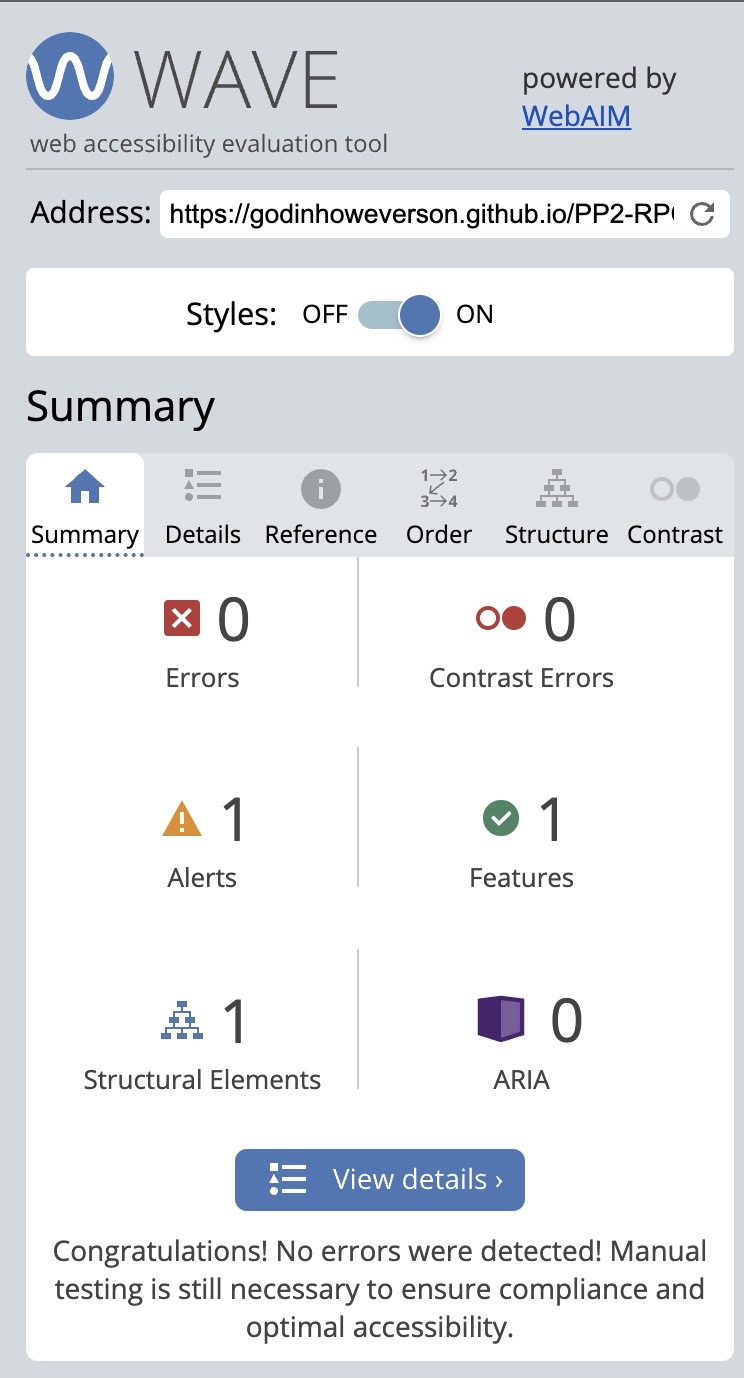 WAVE
web accessibility evaluation tool
powered by
WebAIM
Address: https://godinhoweverson.github.io/PP2-RP
Styles: OFF ON
Summary
1→2
3→4
Summary Details Reference Order Structure Contrast
0 0
Errors Contrast Errors
1 1
Alerts Features
1 0
Structural Elements ARIA
View details ›
Congratulations! No errors were detected! Manual
testing is still necessary to ensure compliance and
optimal accessibility.